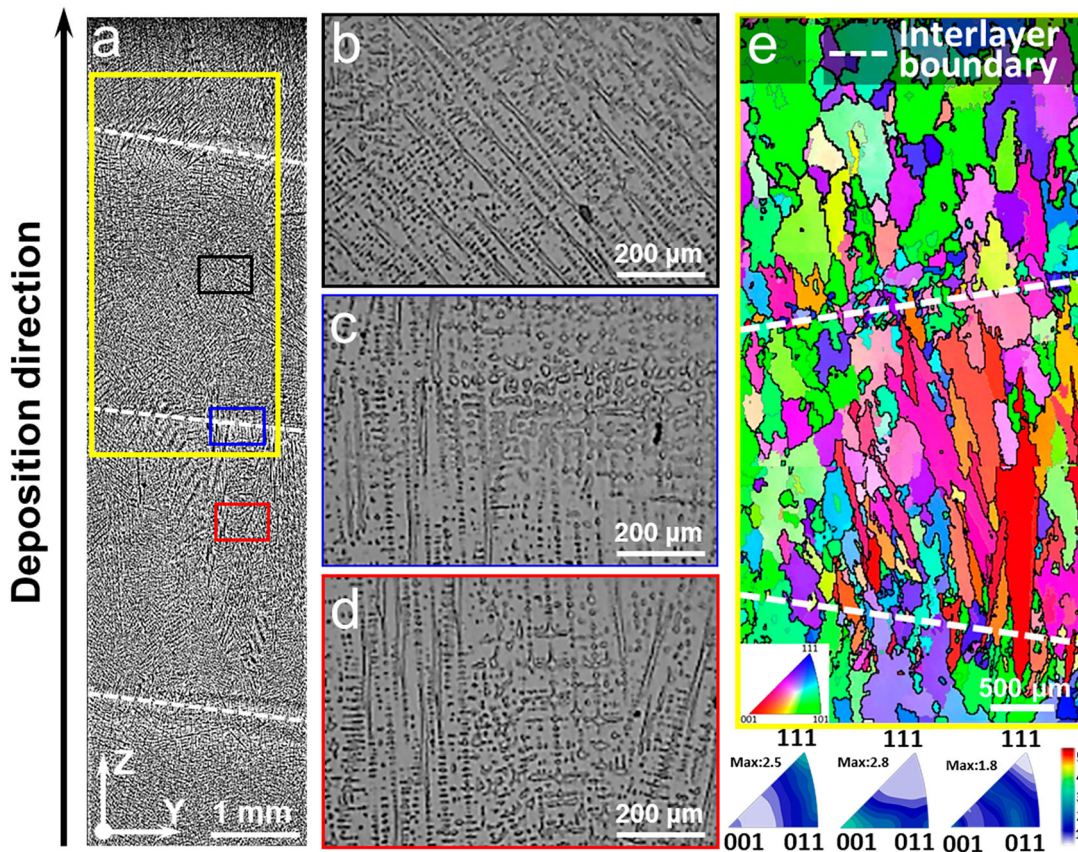 Deposition direction
a
Z
Y
1 mm
b
200 µm
c
200 µm
d
200 µm
e
Interlayer
boundary
111
001
101
500 µm
111
111
111
Max:2.5
Max:2.8
Max:1.8
001
011
001
011
001
011